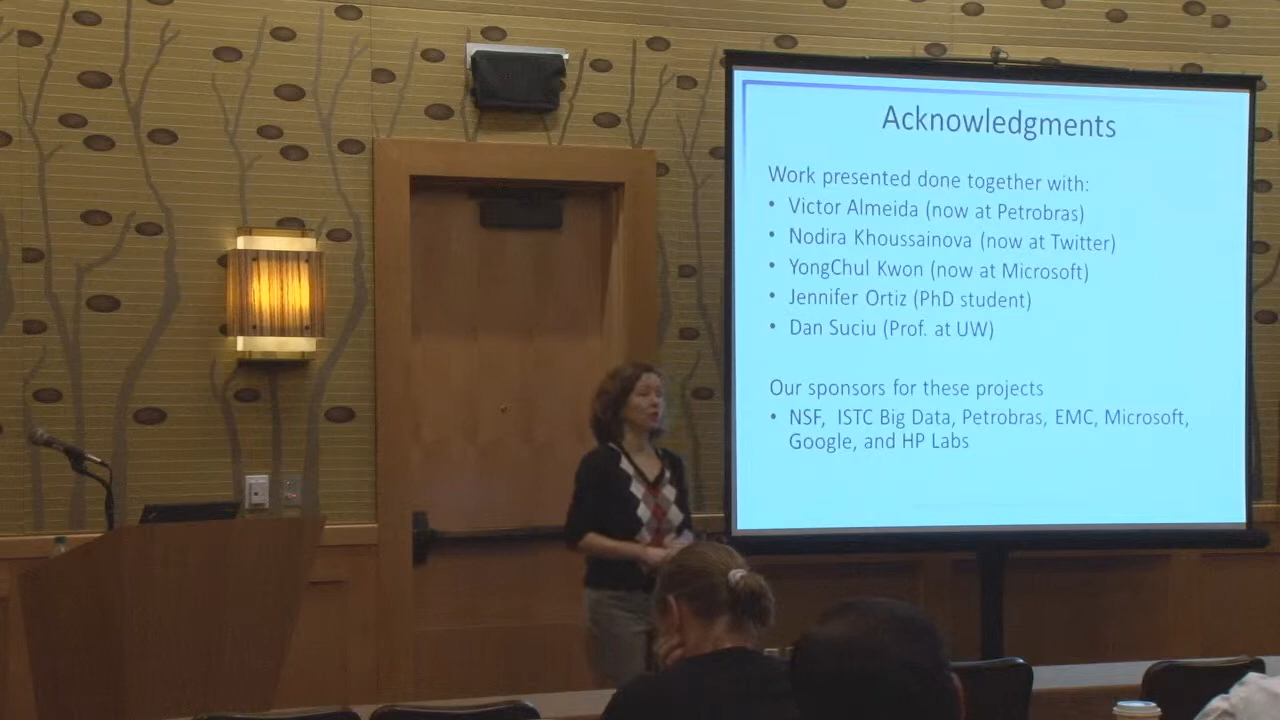 Acknowledgments
Work presented done together with:
• Victor Almeida (now at Petrobras)
• Nodira Khoussainova (now at Twitter)
• YongChul Kwon (now at Microsoft)
• Jennifer Ortiz (PhD student)
• Dan Suciu (Prof. at UW)
Our sponsors for these projects
• NSF, ISTC Big Data, Petrobras, EMC, Microsoft,
Google, and HP Labs